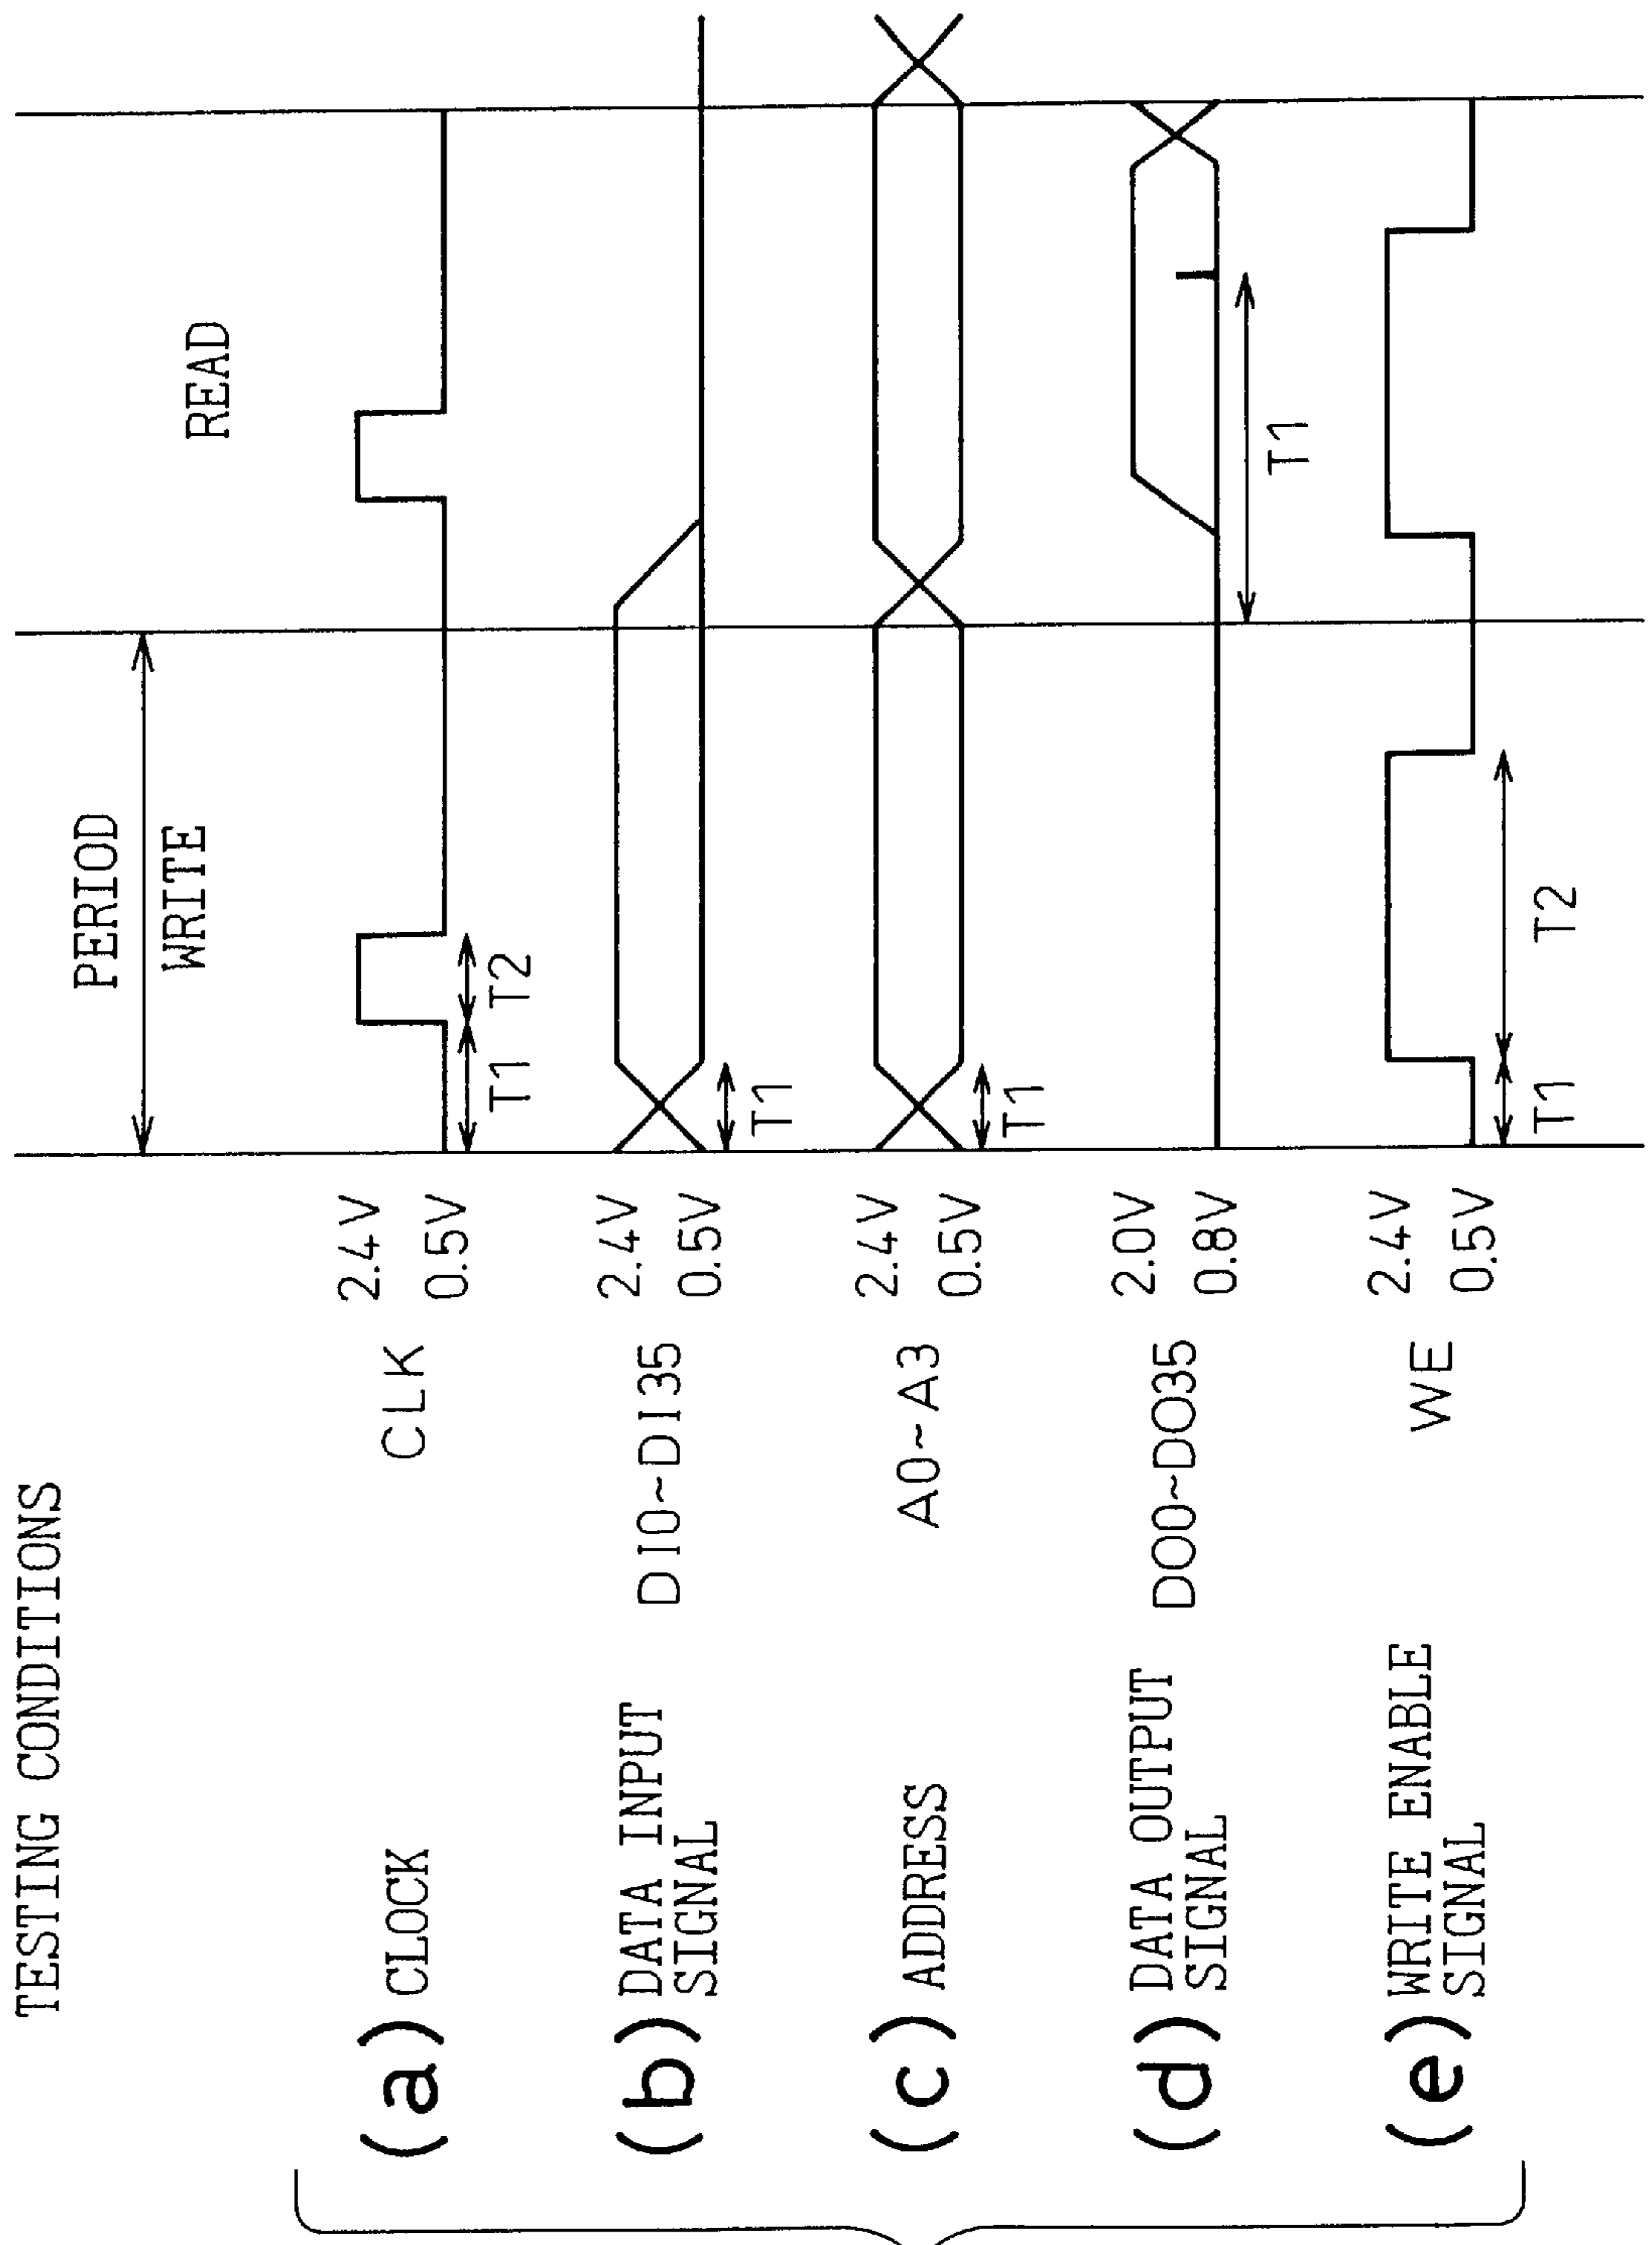 TESTING CONDITIONS
PERIOD
WRITE
READ
(a) CLOCK CLK 2.4V
0.5V
T1 T2
(b) DATA INPUT
SIGNAL
DI0~DI35 2.4V
0.5V
T1
(c) ADDRESS A0~A3 2.4V
0.5V
T1
(d) DATA OUTPUT
SIGNAL
DO0~DO35 2.0V
0.8V
T1
(e) WRITE ENABLE
SIGNAL
WE 2.4V
0.5V
T1 T2